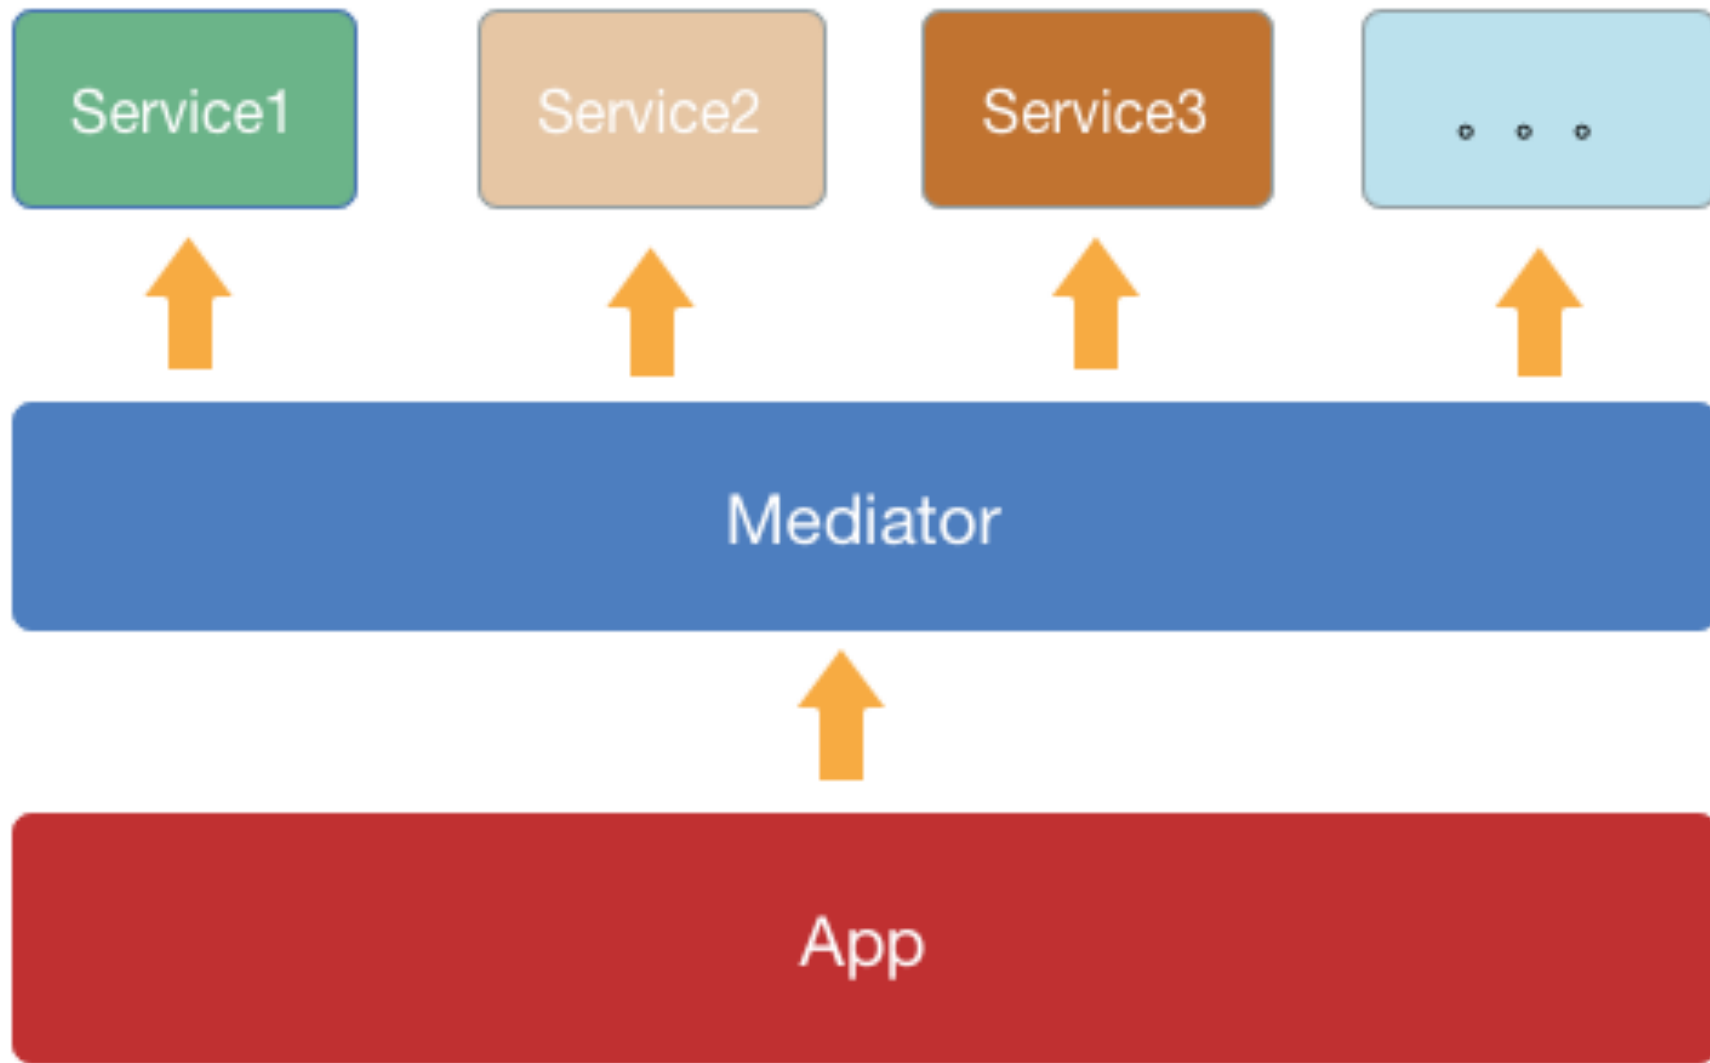 Service1
Service2
Service3
. . .
Mediator
App